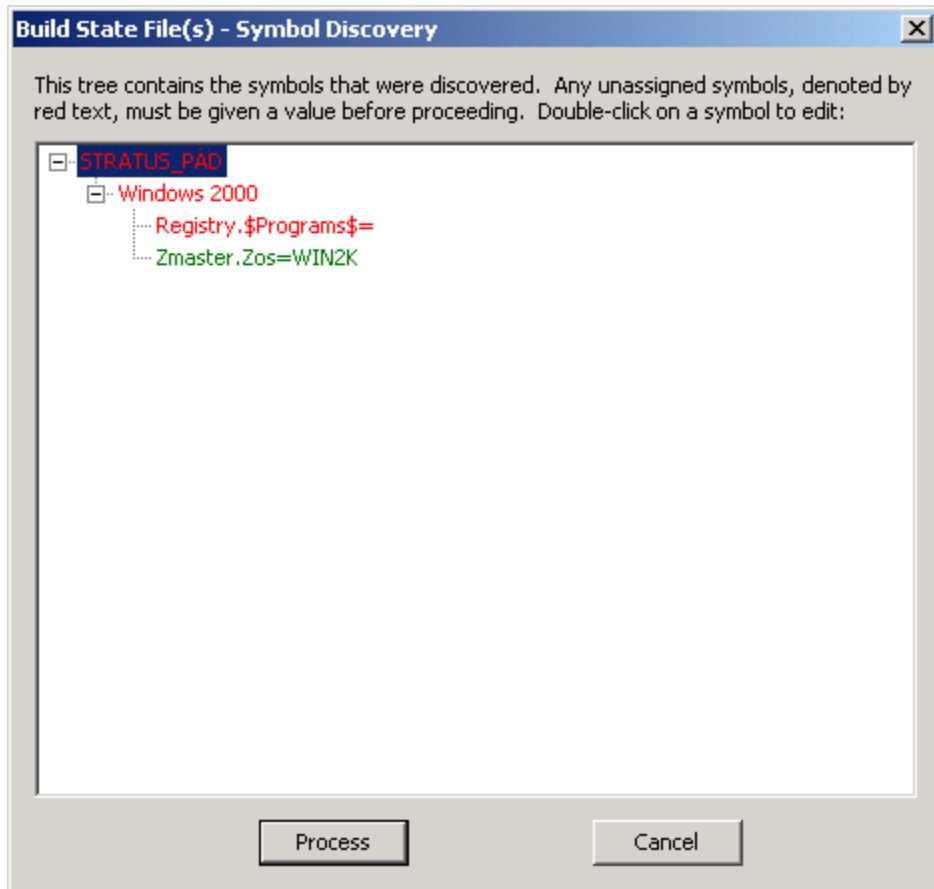 Build State File(s) - Symbol Discovery
This tree contains the symbols that were discovered. Any unassigned symbols, denoted by
red text, must be given a value before proceeding. Double-click on a symbol to edit:
STRATUS_PAD
Windows 2000
Registry.$Programs$=
Zmaster.Zos=WIN2K
Process Cancel